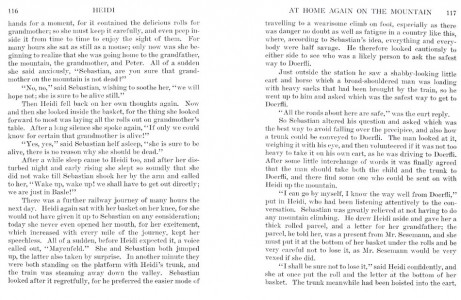 116 HEIDI
hands for a moment, for it contained the delicious rolls for
grandmother; so she must keep it carefully, and even peep in-
side it from time to time to enjoy the sight of them. For
many hours she sat as still as a mouse; only now was she be-
ginning to realise that she was going home to the grandfather,
the mountain, the grandmother, and Peter. All of a sudden
she said anxiously, "Sebastian, are you sure that grand-
mother on the mountain is not dead?"
"No, no," said Sebastian, wishing to soothe her, "we will
hope not; she is sure to be alive still."
Then Heidi fell back on her own thoughts again. Now
and then she looked inside the basket, for the thing she looked
forward to most was laying all the rolls out on grandmother's
table. After a long silence she spoke again, "If only we could
know for certain that grandmother is alive!"
"Yes, yes," said Sebastian, half asleep, "she is sure to be
alive, there is no reason why she should be dead."
After a while sleep came to Heidi too, and after her dis-
turbed night and early rising she slept so soundly that she
did not wake till Sebastian shook her by the arm and called
to her, "Wake up, wake up! we shall have to get out directly;
we are just in Basle!"
There was a further railway journey of many hours the
next day. Heidi again sat with her basket on her knee, for she
would not have given it up to Sebastian on any consideration;
today she never even opened her mouth, for her excitement,
which increased with every mile of the journey, kept her
speechless. All of a sudden, before Heidi expected it, a voice
called out, "Mayenfeld." She and Sebastian both jumped
up, the latter also taken by surprise. In another minute they
were both standing on the platform with Heidi's trunk, and
the train was steaming away down the valley. Sebastian
looked after it regretfully, for he preferred the easier mode of
AT HOME AGAIN ON THE MOUNTAIN 117
travelling to a wearisome climb on foot, especially as there
was danger no doubt as well as fatigue in a country like this,
where, according to Sebastian's idea, everything and every-
body were half savage. He therefore looked cautiously to
either side to see who was a likely person to ask the safest
way to Doerfli.
Just outside the station he saw a shabby-looking little
cart and horse which a broad-shouldered man was loading
with heavy sacks that had been brought by the train, so he
went up to him and asked which was the safest way to get to
Doerfli.
"All the roads about here are safe," was the curt reply.
So Sebastian altered his question and asked which was
the best way to avoid falling over the precipice, and also how
a trunk could be conveyed to Doerfli. The man looked at it,
weighing it with his eye, and then volunteered if it was not too
heavy to take it on his own cart, as he was driving to Doerfli.
After some little interchange of words it was finally agreed
that the man should take both the child and the trunk to
Doerfli, and there find some one who could be sent on with
Heidi up the mountain.
"I can go by myself, I know the way well from Doerfli,"
put in Heidi, who had been listening attentively to the con-
versation. Sebastian was greatly relieved at not having to do
any mountain climbing. He drew Heidi aside and gave her a
thick rolled parcel, and a letter for her grandfather; the
parcel, he told her, was a present from Mr. Sesemann, and she
must put it at the bottom of her basket under the rolls and be
very careful not to lose it, as Mr. Sesemann would be very
vexed if she did.
"I shall be sure not to lose it," said Heidi confidently, and
she at once put the roll and the letter at the bottom of her
basket. The trunk meanwhile had been hoisted into the cart,